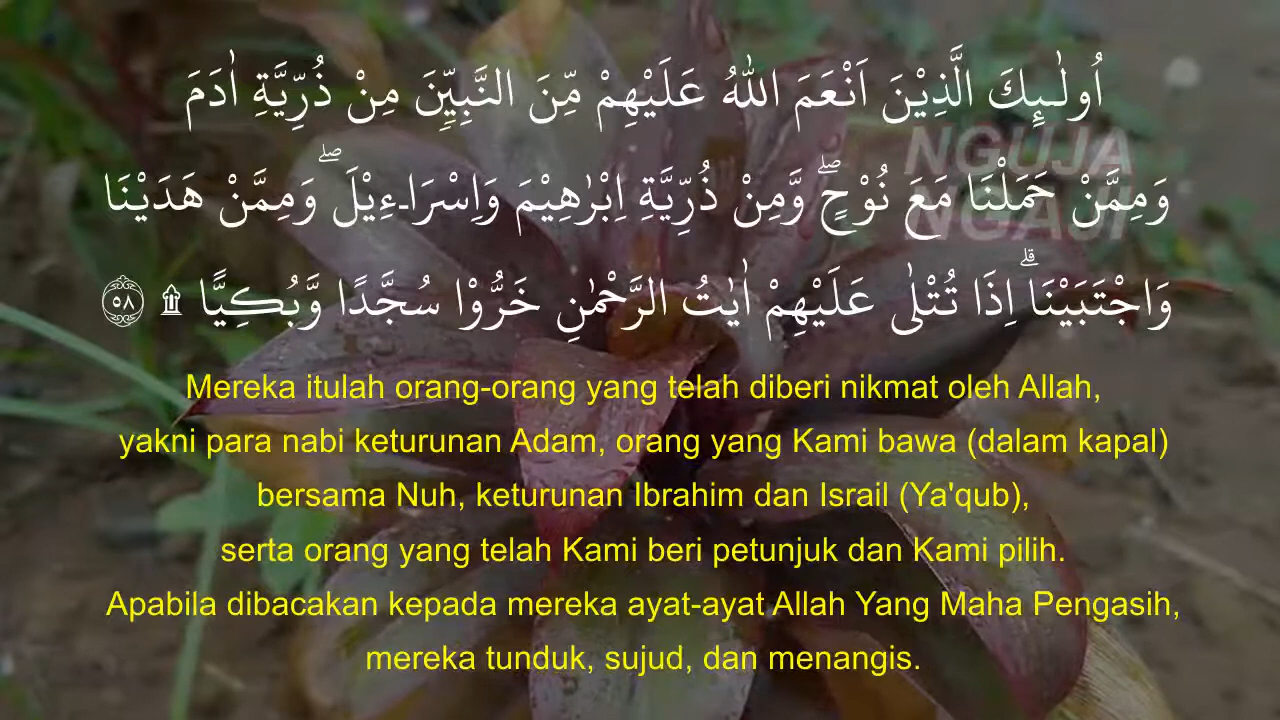 اُولٰۤىِٕكَ الَّذِيْنَ اَنْعَمَ اللّٰهُ عَلَيْهِمْ مِّنَ النَّبِيّٖنَ مِنْ ذُرِّيَّةِ اٰدَمَ
NGUJA
وَمِمَّنْ حَمَلْنَا مَعَ نُوْحٍۖ وَّمِنْ ذُرِّيَّةِ اِبْرٰهِيْمَ وَاِسْرَاۤءِيْلَ ۖوَمِمَّنْ هَدَيْنَا
NGAJI
وَاجْتَبَيْنَاۗ اِذَا تُتْلٰى عَلَيْهِمْ اٰيٰتُ الرَّحْمٰنِ خَرُّوْا سُجَّدًا وَّبُكِيًّا ۩ ٥٨
Mereka itulah orang-orang yang telah diberi nikmat oleh Allah,
yakni para nabi keturunan Adam, orang yang Kami bawa (dalam kapal)
bersama Nuh, keturunan Ibrahim dan Israil (Ya'qub),
serta orang yang telah Kami beri petunjuk dan Kami pilih.
Apabila dibacakan kepada mereka ayat-ayat Allah Yang Maha Pengasih,
mereka tunduk, sujud, dan menangis.